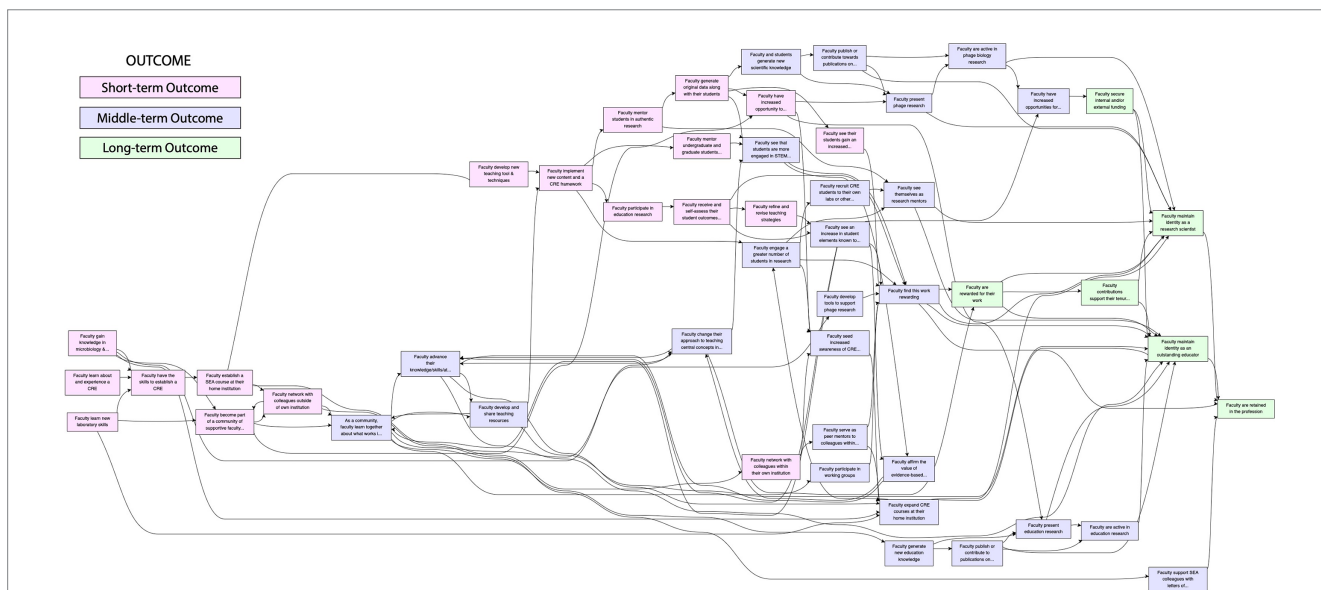 OUTCOME
Short-term Outcome
Middle-term Outcome
Long-term Outcome
Faculty and students
generate new
scientific knowledge
Faculty publish or
contribute towards
publications on...
Faculty are active in
phage biology
research
Faculty generate
original data along
with their students
Faculty have
increased
opportunity to...
Faculty present
phage research
Faculty have
increased
opportunities for...
Faculty secure
internal and/or
external funding
Faculty mentor
students in authentic
research
Faculty mentor
undergraduate and
graduate students...
Faculty see that
students are more
engaged in STEM...
Faculty see their
students gain an
increased...
Faculty develop new
teaching tool &
techniques
Faculty implement
new content and a
CRE framework
Faculty recruit CRE
students to their own
labs or other...
Faculty see
themselves as
research mentors
Faculty participate
in education research
Faculty receive and
self-assess their
student outcomes...
Faculty refine and
revise teaching
strategies
Faculty see an
increase in student
elements known to...
Faculty maintain
identity as a
research scientist
Faculty engage a
greater number of
students in research
Faculty develop
tools to support
phage research
Faculty find this work
rewarding
Faculty are
rewarded for their
work
Faculty
contributions
support their tenur...
Faculty gain
knowledge in
microbiology &...
Faculty change their
approach to teaching
central concepts in...
Faculty seed
increased
awareness of CRE...
Faculty maintain
identity as an
outstanding educator
Faculty learn about
and experience a
CRE
Faculty have the
skills to establish a
CRE
Faculty establish a
SEA course at their
home institution
Faculty advance
their
knowledge/skills/at...
Faculty network with
colleagues outside
of own institution
Faculty learn new
laboratory skills
Faculty become part
of a community of
supportive faculty...
As a community,
faculty learn together
about what works i...
Faculty develop and
share teaching
resources
Faculty are retained
in the profession
Faculty serve as
peer mentors to
colleagues within...
Faculty network with
colleagues within
their own institution
Faculty participate in
working groups
Faculty affirm the
value of
evidence-based...
Faculty expand CRE
courses at their
home institution
Faculty present
education research
Faculty are active in
education research
Faculty generate
new education
knowledge
Faculty publish or
contribute to
publications on...
Faculty support SEA
colleagues with
letters of...